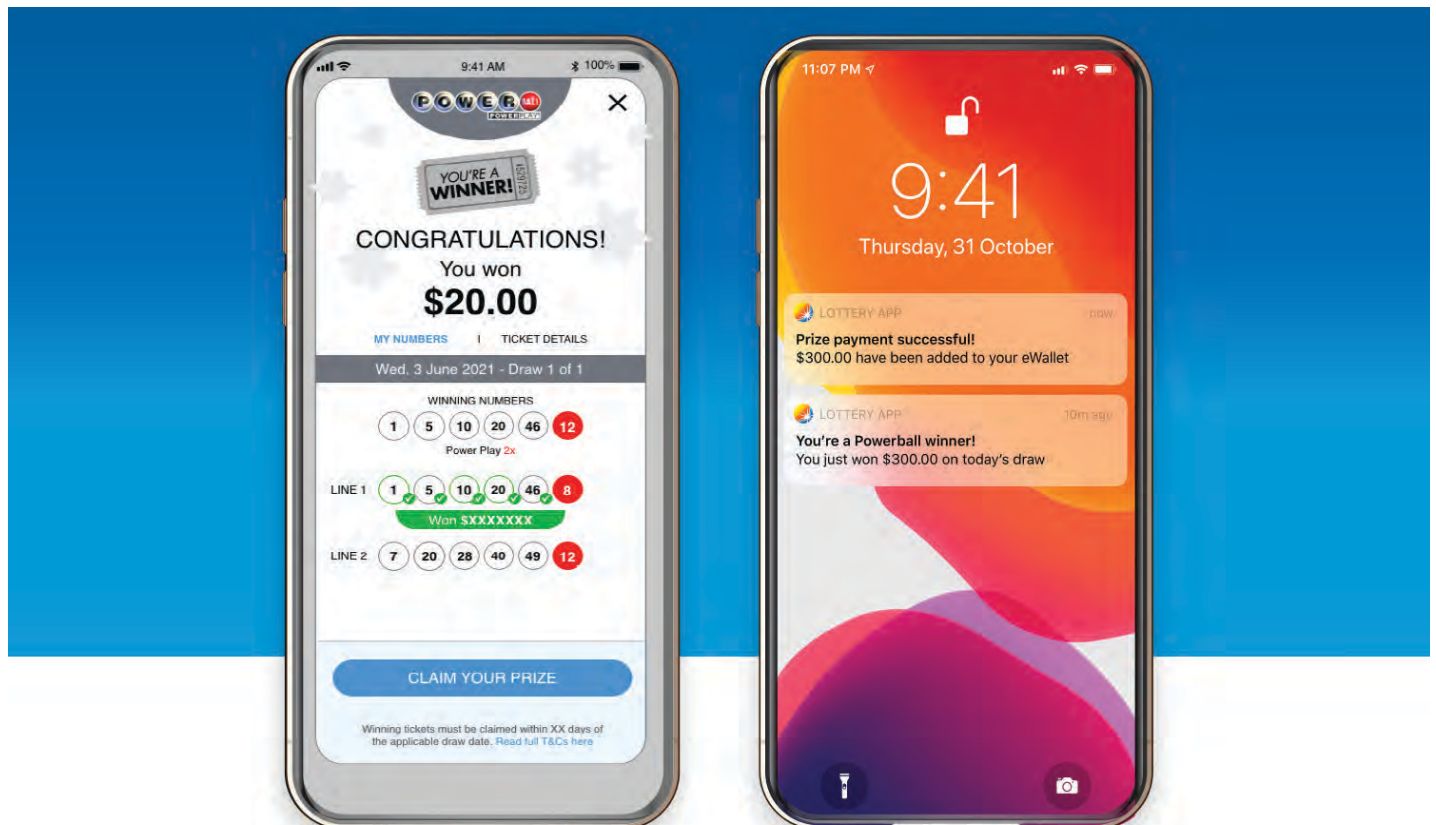 9:41 AM
100%
POWERBALL
POWERPLAY
YOU'RE A
WINNER!
4529725
CONGRATULATIONS!
You won
$20.00
MY NUMBERS | TICKET DETAILS
Wed, 3 June 2021 - Draw 1 of 1
WINNING NUMBERS
1 5 10 20 46 12
Power Play 2x
LINE 1 1 5 10 20 46 8
Won $XXXXXXX
LINE 2 7 20 28 40 49 12
CLAIM YOUR PRIZE
Winning tickets must be claimed within XX days of
the applicable draw date. Read full T&Cs here
11:07 PM
9:41
Thursday, 31 October
LOTTERY APP now
Prize payment successful!
$300.00 have been added to your eWallet
LOTTERY APP 10m ago
You're a Powerball winner!
You just won $300.00 on today's draw